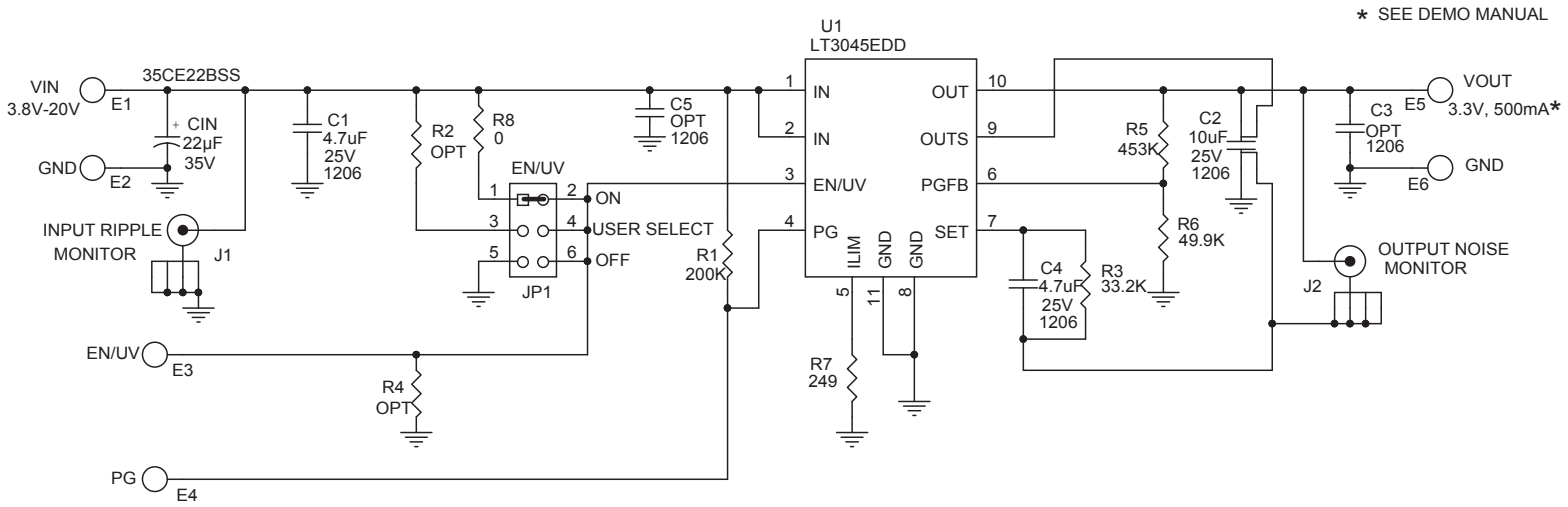 * SEE DEMO MANUAL
U1
LT3045EDD
VIN
3.8V-20V
E1
35CE22BSS
+
CIN
22µF
35V
GND
E2
C1
4.7uF
25V
1206
R2
OPT
R8
0
C5
OPT
1206
EN/UV
1
2
ON
3
4
USER SELECT
5
6
OFF
JP1
INPUT RIPPLE
MONITOR
J1
R1
200K
1
IN
2
IN
3
EN/UV
4
PG
OUT
10
OUTS
9
PGFB
6
SET
7
ILIM
GND
GND
5
11
8
R5
453K
C2
10uF
25V
1206
C3
OPT
1206
E5
VOUT
3.3V, 500mA*
E6
GND
R6
49.9K
C4
4.7uF
25V
1206
R3
33.2K
OUTPUT NOISE
MONITOR
J2
EN/UV
E3
R4
OPT
R7
249
PG
E4